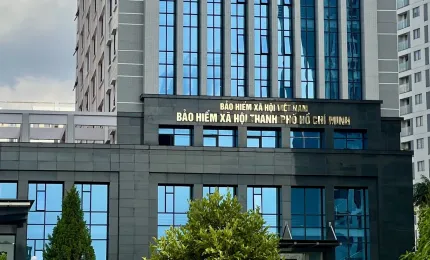 BẢO HIỂM XÃ HỘI VIỆT NAM
BẢO HIỂM XÃ HỘI THÀNH PHỐ HỒ CHÍ MINH